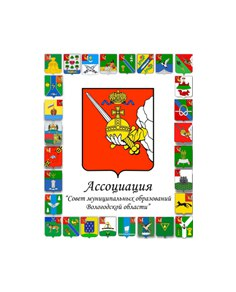 Ассоциация
"Совет муниципальных образований
Вологодской области"